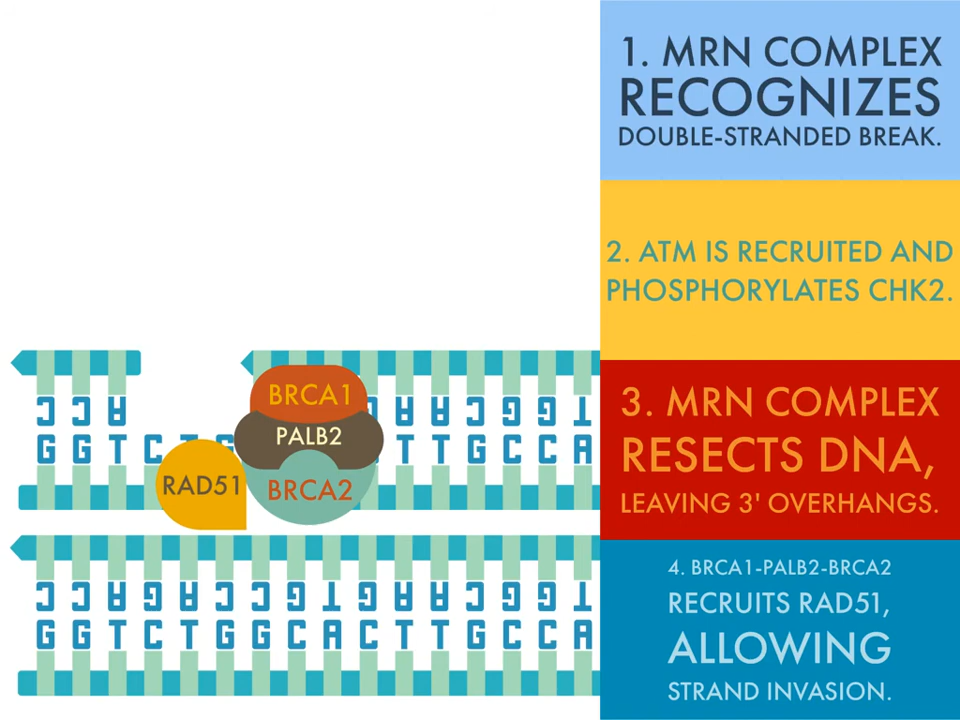 1. MRN COMPLEX
RECOGNIZES
DOUBLE-STRANDED BREAK.
2. ATM IS RECRUITED AND
PHOSPHORYLATES CHK2.
3. MRN COMPLEX
RESECTS DNA,
LEAVING 3' OVERHANGS.
4. BRCA1-PALB2-BRCA2
RECRUITS RAD51,
ALLOWING
STRAND INVASION.
BRCA1
PALB2
BRCA2
RAD51
C C A G A A C G G T
G G T C T G T T G C C A
C C A G A C C G T G A A C G G T
G G T C T G G C A C T T G C C A